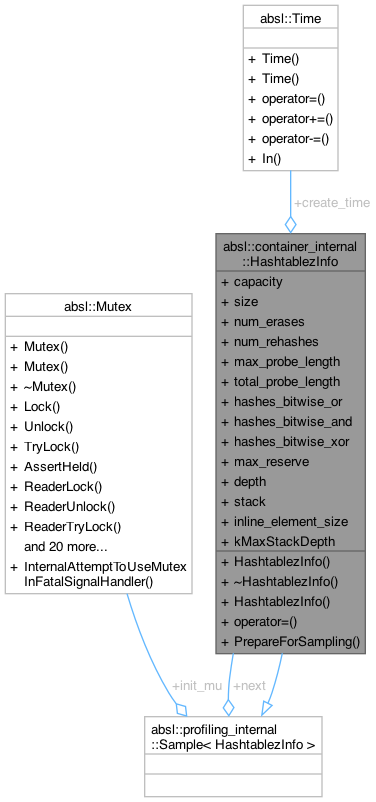 absl::Time
+ Time()
+ Time()
+ operator=()
+ operator+=()
+ operator-=()
+ In()
+create_time
absl::container_internal
::HashtablezInfo
+ capacity
+ size
+ num_erases
+ num_rehashes
+ max_probe_length
+ total_probe_length
+ hashes_bitwise_or
+ hashes_bitwise_and
+ hashes_bitwise_xor
+ max_reserve
+ depth
+ stack
+ inline_element_size
+ kMaxStackDepth
+ HashtablezInfo()
+ ~HashtablezInfo()
+ HashtablezInfo()
+ operator=()
+ PrepareForSampling()
absl::Mutex
+ Mutex()
+ Mutex()
+ ~Mutex()
+ Lock()
+ Unlock()
+ TryLock()
+ AssertHeld()
+ ReaderLock()
+ ReaderUnlock()
+ ReaderTryLock()
and 20 more...
+ InternalAttemptToUseMutex
InFatalSignalHandler()
+init_mu
+next
absl::profiling_internal
::Sample< HashtablezInfo >